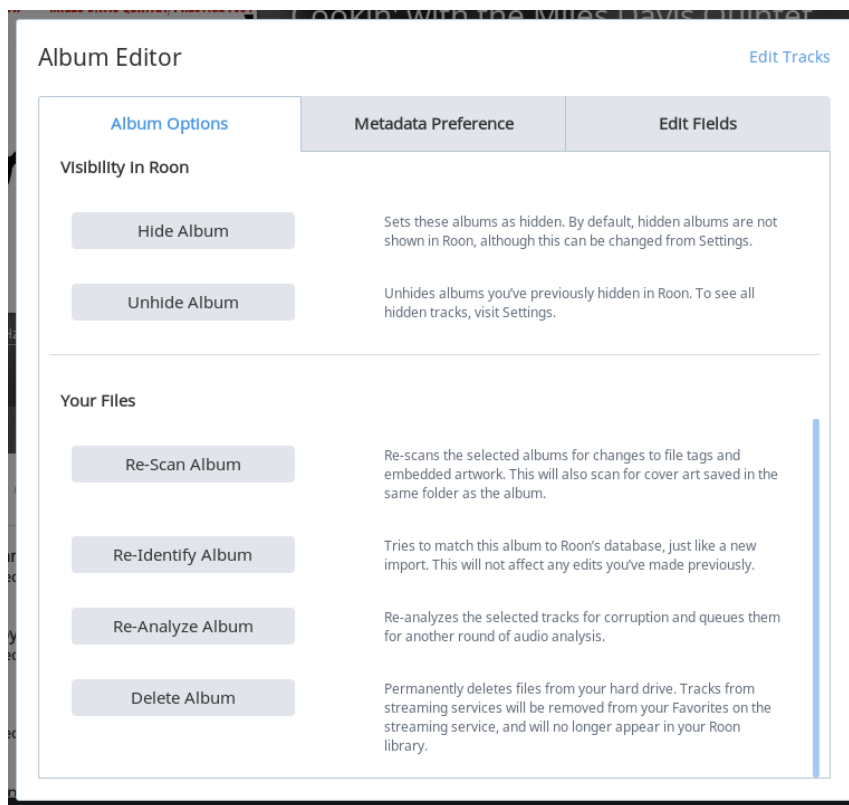 Cookin' with the Miles Davis Quintet
Album Editor
Edit Tracks
Album Options
Metadata Preference
Edit Fields
Visibility In Roon
Hide Album
Sets these albums as hidden. By default, hidden albums are not
shown in Roon, although this can be changed from Settings.
Unhide Album
Unhides albums you've previously hidden in Roon. To see all
hidden tracks, visit Settings.
Your Files
Re-Scan Album
Re-scans the selected albums for changes to file tags and
embedded artwork. This will also scan for cover art saved in the
same folder as the album.
Re-Identify Album
Tries to match this album to Roon's database, just like a new
import. This will not affect any edits you've made previously.
Re-Analyze Album
Re-analyzes the selected tracks for corruption and queues them
for another round of audio analysis.
Delete Album
Permanently deletes files from your hard drive. Tracks from
streaming services will be removed from your Favorites on the
streaming service, and will no longer appear in your Roon
library.